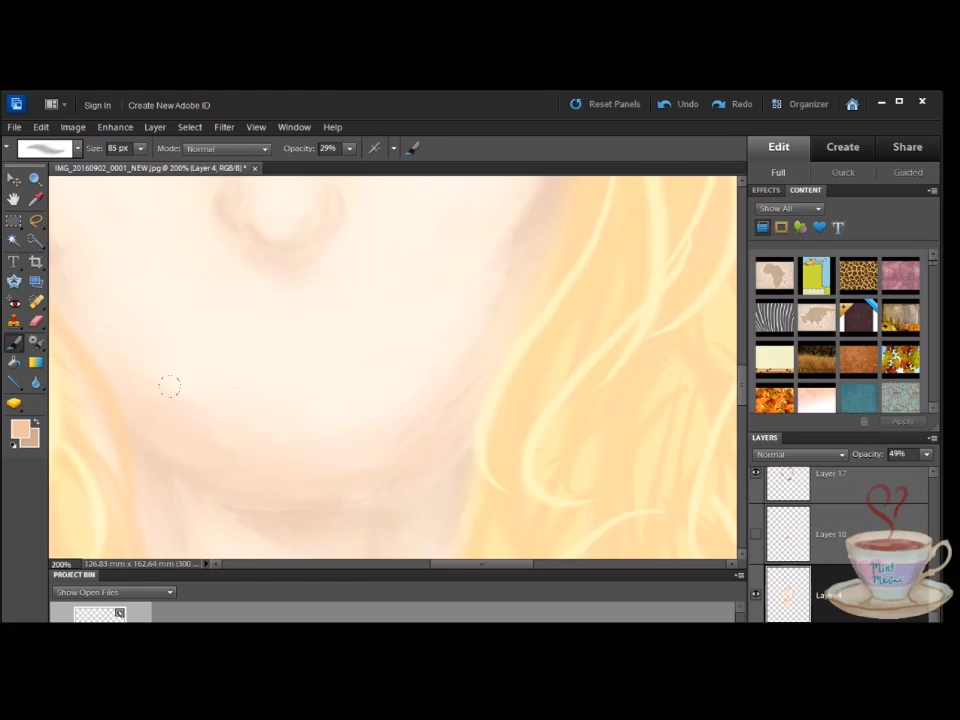 Sign In
Create New Adobe ID
Reset Panels
Undo
Redo
Organizer
File Edit Image Enhance Layer Select Filter View Window Help
Size: 85 px
Mode: Normal
Opacity: 29%
Edit
Create
Share
IMG_20160902_0001_NEW.jpg @ 200% (Layer 4, RGB/8) *
Full
Quick
Guided
EFFECTS
CONTENT
Show All
T
Apply
LAYERS
Normal
Opacity: 49%
Layer 17
Layer 18
Mint
Layer 4
200%
126.83 mm x 162.64 mm (300 ...
PROJECT BIN
Show Open Files